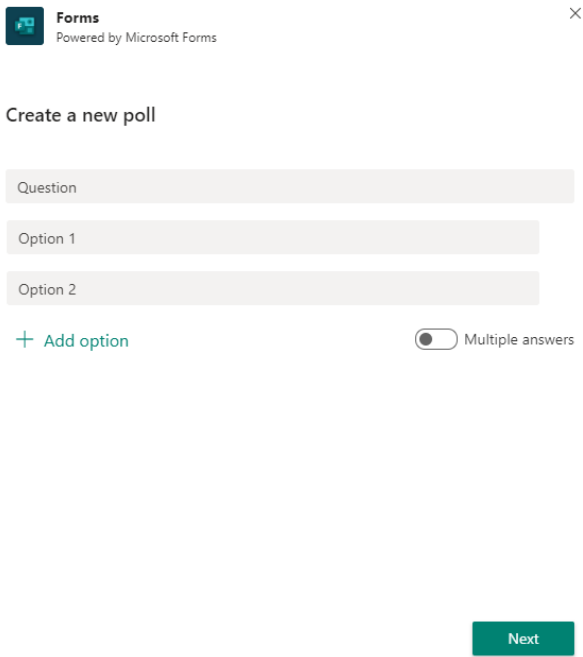 Forms
Powered by Microsoft Forms
Create a new poll
Question
Option 1
Option 2
Add option
Multiple answers
Next